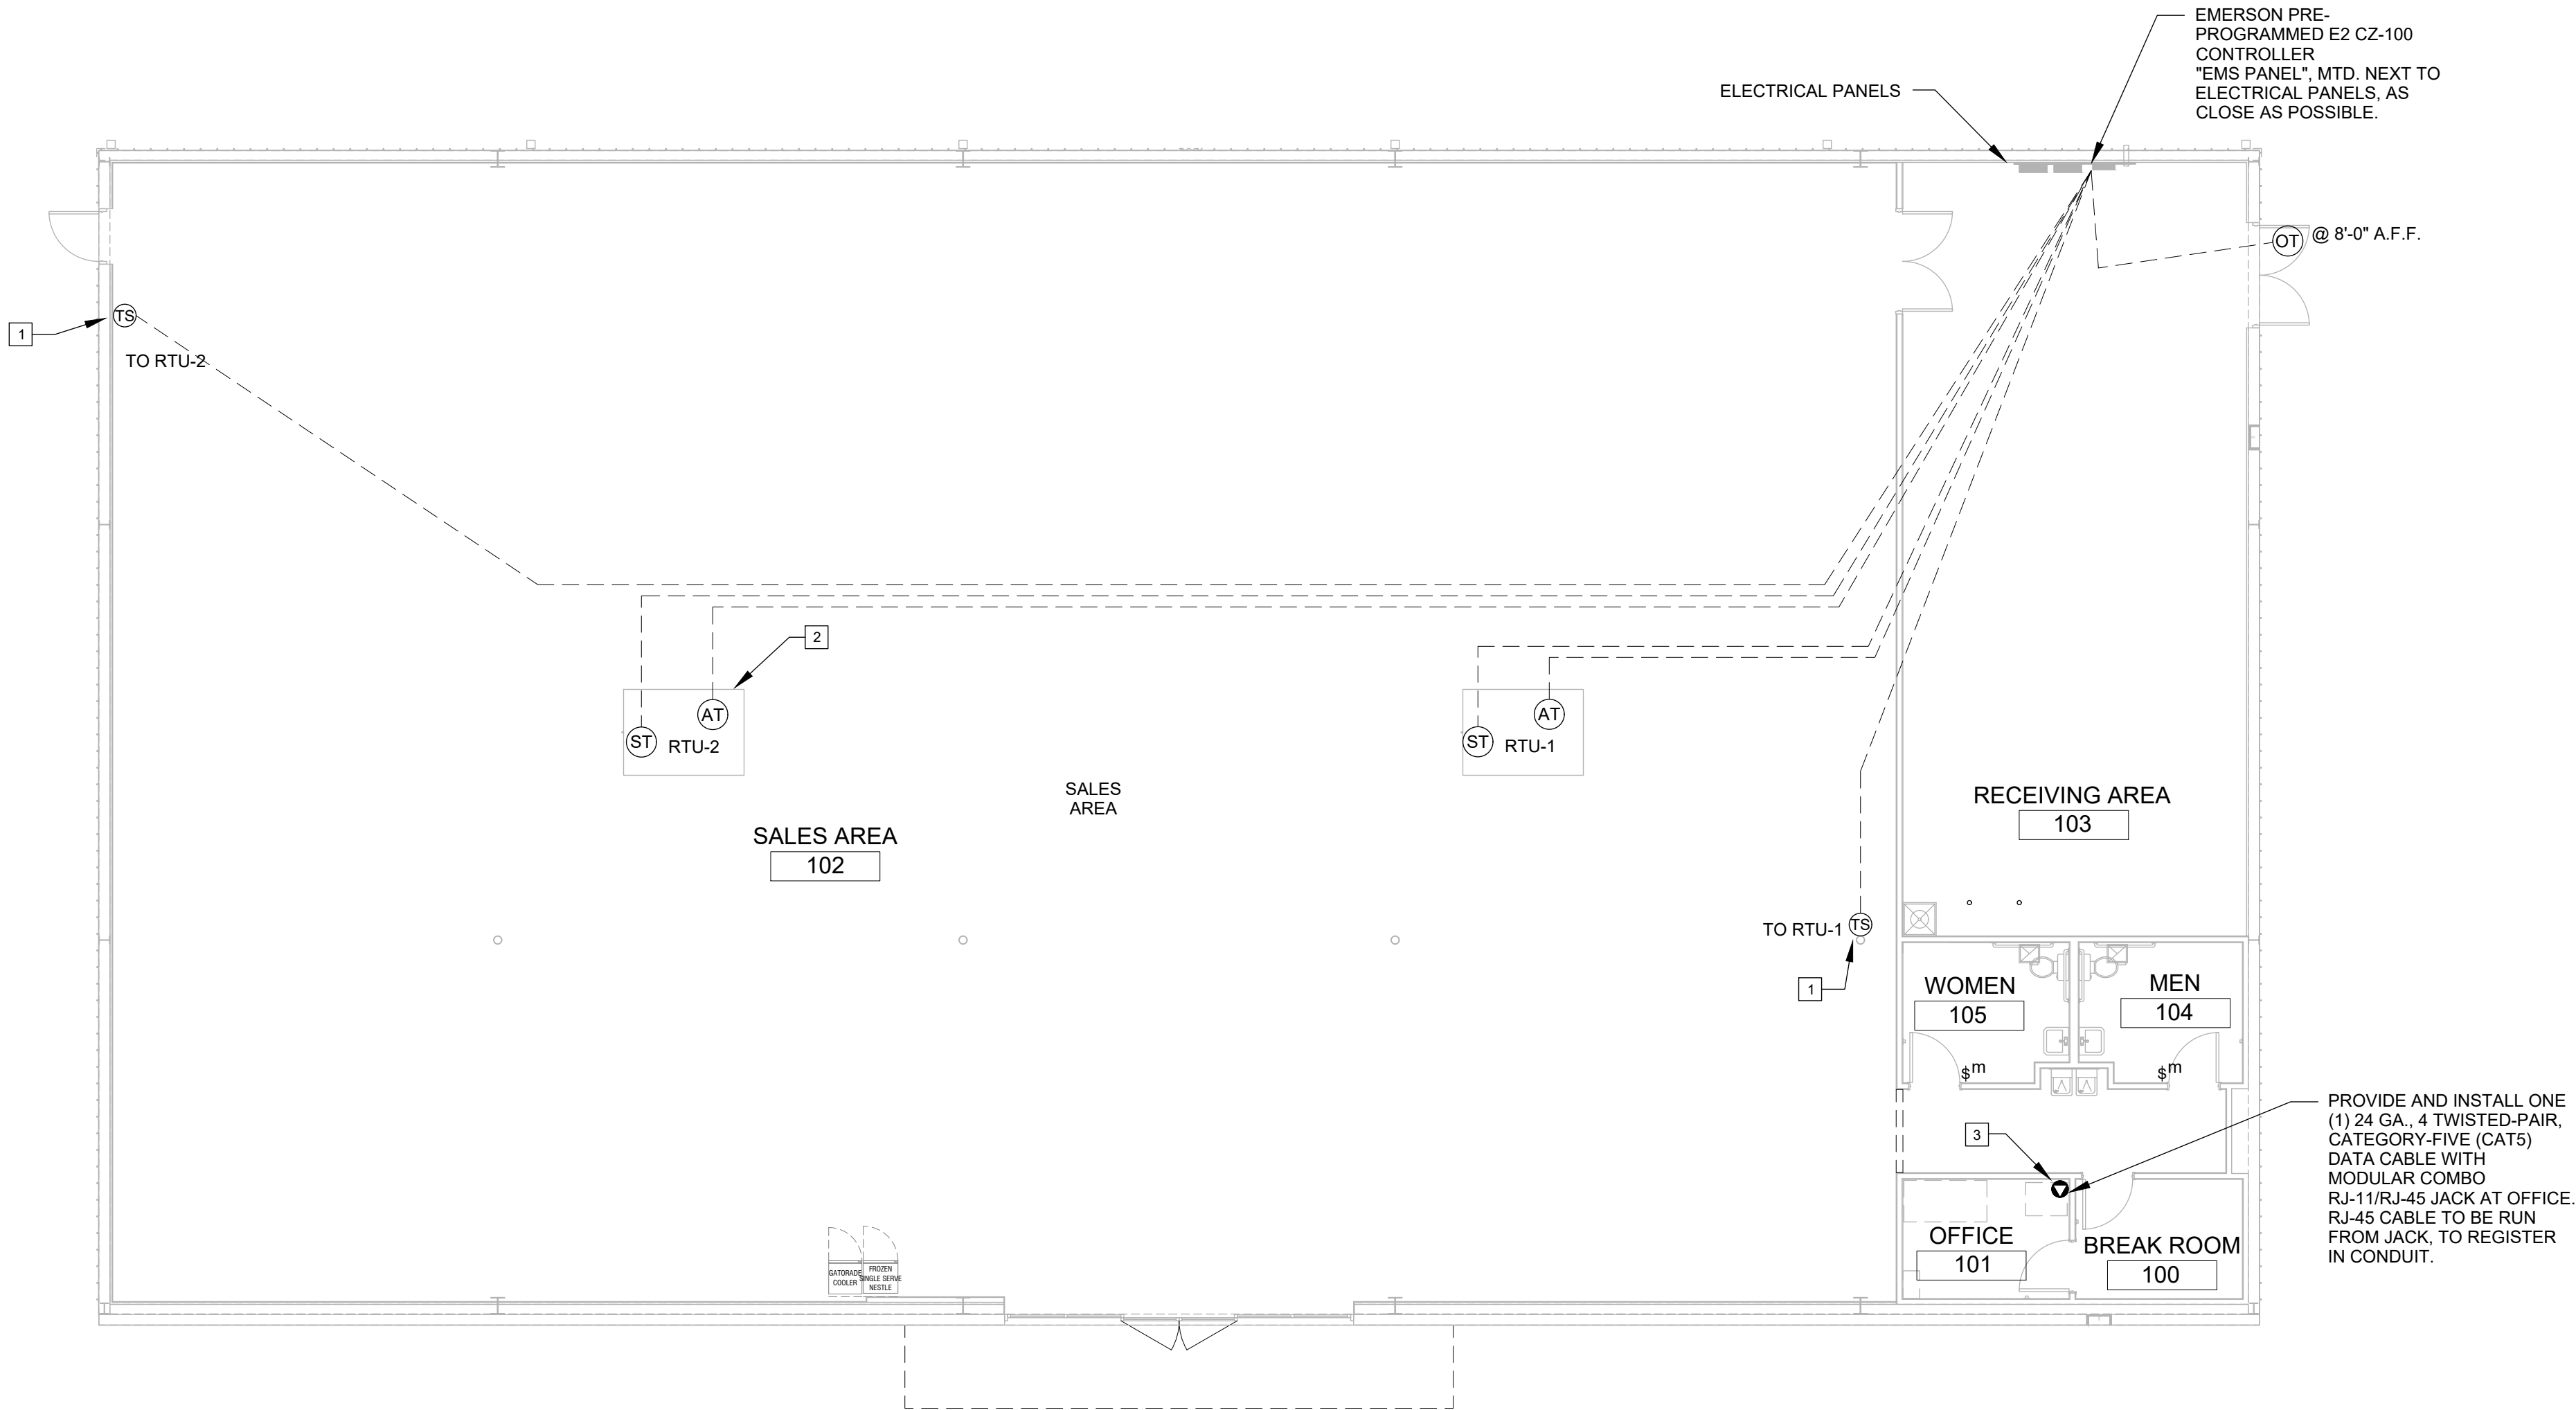 EMERSON PRE-
PROGRAMMED E2 CZ-100
CONTROLLER
"EMS PANEL", MTD. NEXT TO
ELECTRICAL PANELS, AS
CLOSE AS POSSIBLE.
ELECTRICAL PANELS
OT @ 8'-0" A.F.F.
1
TS
TO RTU-2
2
AT
ST
RTU-2
AT
ST
RTU-1
SALES
AREA
SALES AREA
102
RECEIVING AREA
103
TO RTU-1
TS
1
WOMEN
105
MEN
104
$m
$m
3
PROVIDE AND INSTALL ONE
(1) 24 GA., 4 TWISTED-PAIR,
CATEGORY-FIVE (CAT5)
DATA CABLE WITH
MODULAR COMBO
RJ-11/RJ-45 JACK AT OFFICE.
RJ-45 CABLE TO BE RUN
FROM JACK, TO REGISTER
IN CONDUIT.
OFFICE
101
BREAK ROOM
100
GATORADE
COOLER
FROZEN
SINGLE SERVE
NESTLE